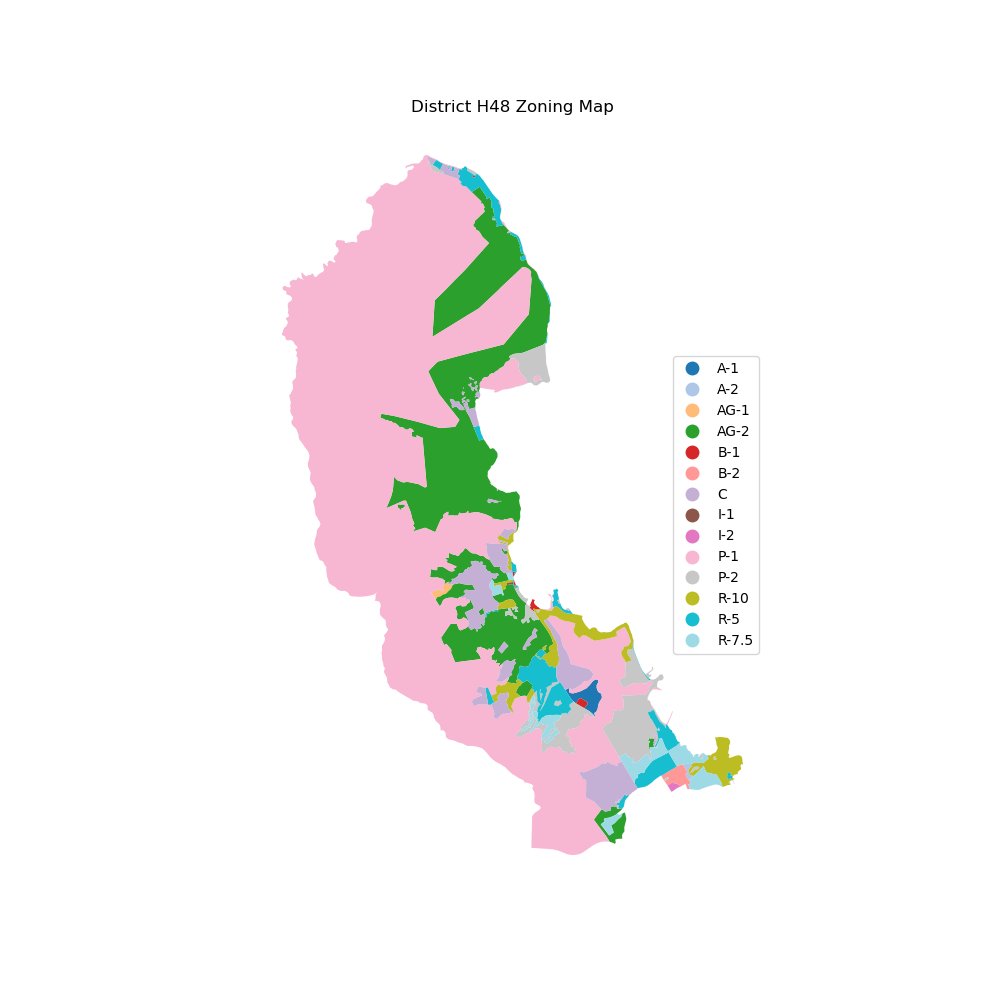 District H48 Zoning Map
A-1
A-2
AG-1
AG-2
B-1
B-2
C
I-1
I-2
P-1
P-2
R-10
R-5
R-7.5